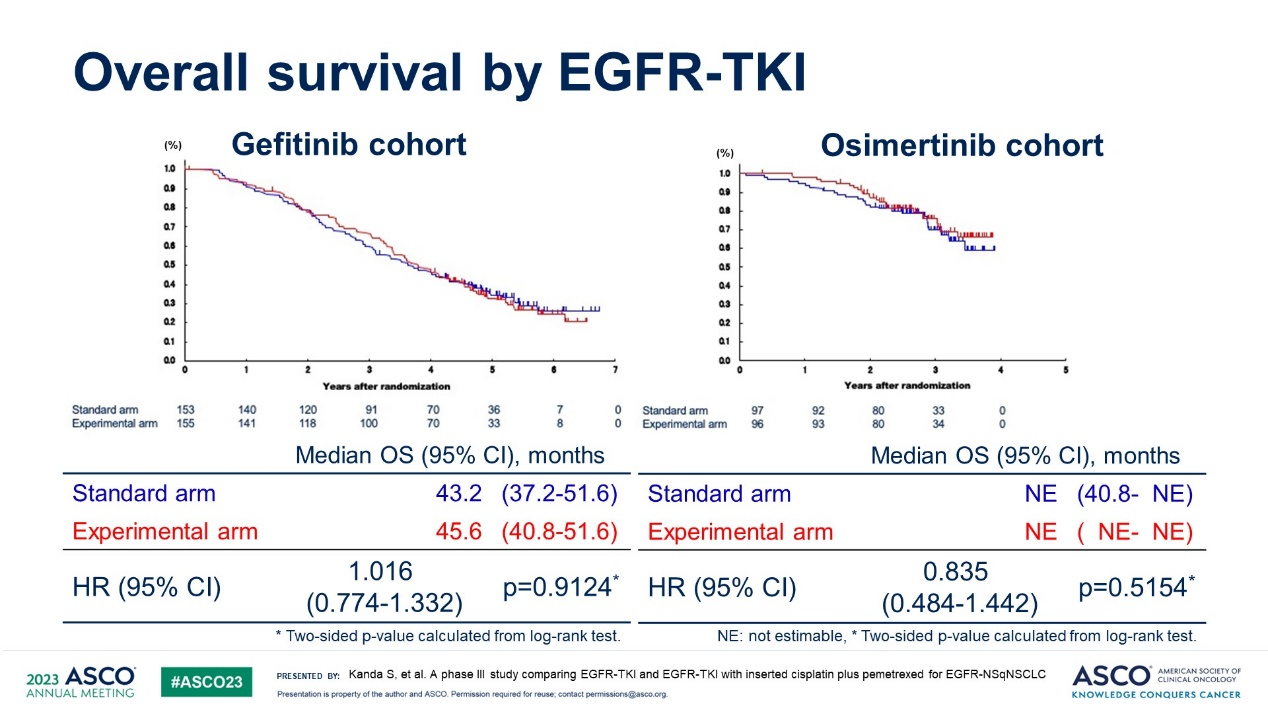 Overall survival by EGFR-TKI
Gefitinib cohort
(%)
1.0
0.9
0.8
0.7
0.6
0.5
0.4
0.3
0.2
0.1
0.0
0 1 2 3 4 5 6 7
Years after randomization
Standard arm 153 140 120 91 70 36 7 0
Experimental arm 155 141 118 100 70 33 8 0
Median OS (95% CI), months
Standard arm 43.2 (37.2-51.6)
Experimental arm 45.6 (40.8-51.6)
HR (95% CI) 1.016 (0.774-1.332) p=0.9124*
* Two-sided p-value calculated from log-rank test.
Osimertinib cohort
(%)
1.0
0.9
0.8
0.7
0.6
0.5
0.4
0.3
0.2
0.1
0.0
0 1 2 3 4 5
Years after randomization
Standard arm 97 92 80 33 0
Experimental arm 96 93 80 34 0
Median OS (95% CI), months
Standard arm NE (40.8- NE)
Experimental arm NE ( NE- NE)
HR (95% CI) 0.835 (0.484-1.442) p=0.5154*
NE: not estimable, * Two-sided p-value calculated from log-rank test.
2023 ASCO®
ANNUAL MEETING
#ASCO23
PRESENTED BY: Kanda S, et al. A phase III study comparing EGFR-TKI and EGFR-TKI with inserted cisplatin plus pemetrexed for EGFR-NSqNSCLC
Presentation is property of the author and ASCO. Permission required for reuse; contact permissions@asco.org.
ASCO® AMERICAN SOCIETY OF
CLINICAL ONCOLOGY
KNOWLEDGE CONQUERS CANCER